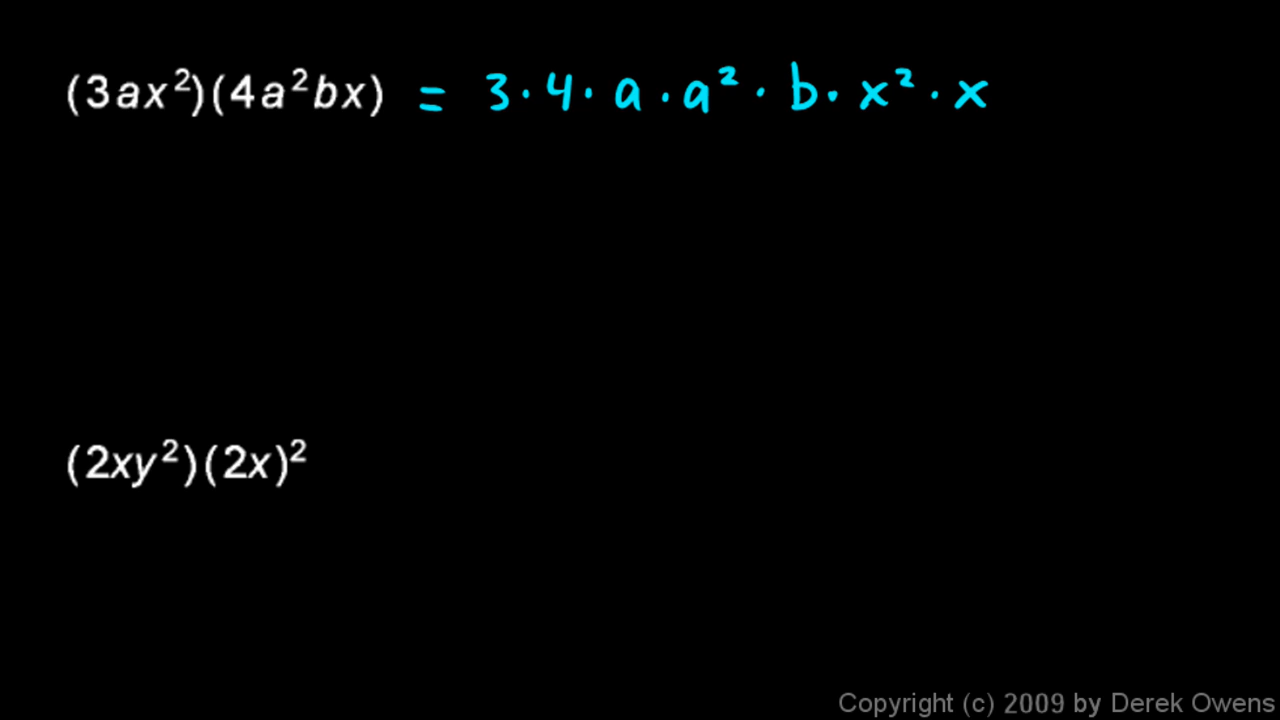 (3ax²)(4a²bx) = 3·4·a·a²·b·x²·x
(2xy²)(2x)²
Copyright (c) 2009 by Derek Owens